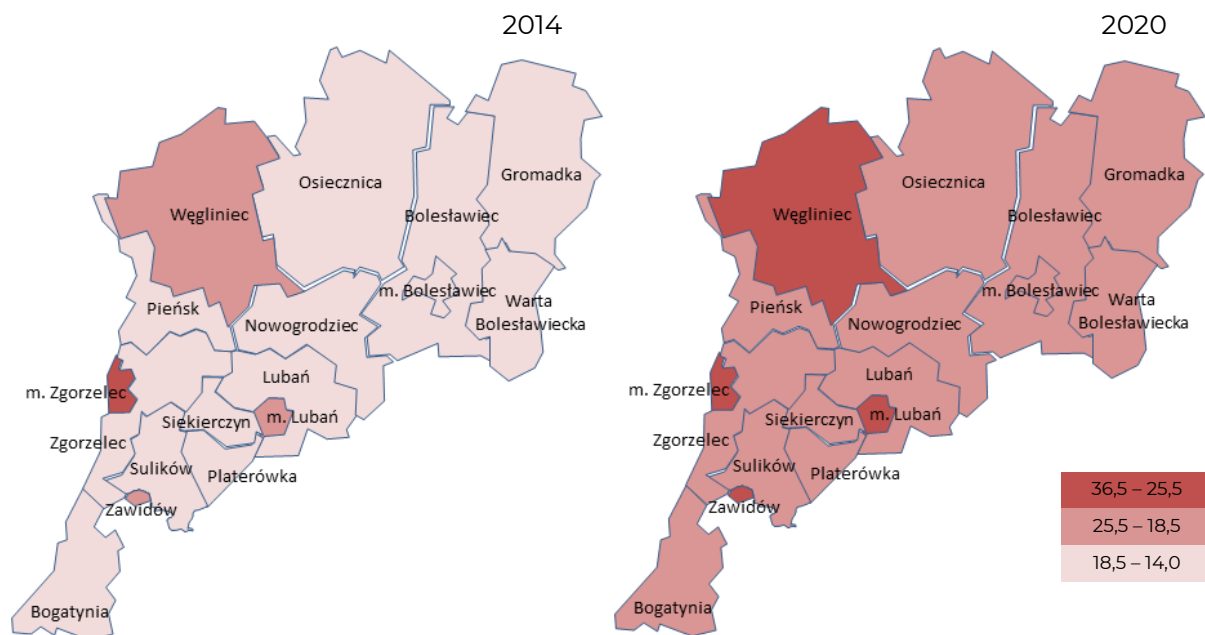 2014
Osiecznica
Gromadka
Węgliniec
Bolesławiec
m. Bolesławiec
Pieńsk
Warta
Nowogrodziec
Bolesławiecka
Lubań
m. Zgorzelec
Siekierczyn
m. Lubań
Zgorzelec
Sulików
Platerówka
Zawidów
Bogatynia
2020
Osiecznica
Gromadka
Węgliniec
Bolesławiec
m. Bolesławiec
Pieńsk
Warta
Nowogrodziec
Bolesławiecka
Lubań
m. Zgorzelec
Siekierczyn
m. Lubań
Zgorzelec
Sulików
Platerówka
Zawidów
Bogatynia
36,5 – 25,5
25,5 – 18,5
18,5 – 14,0